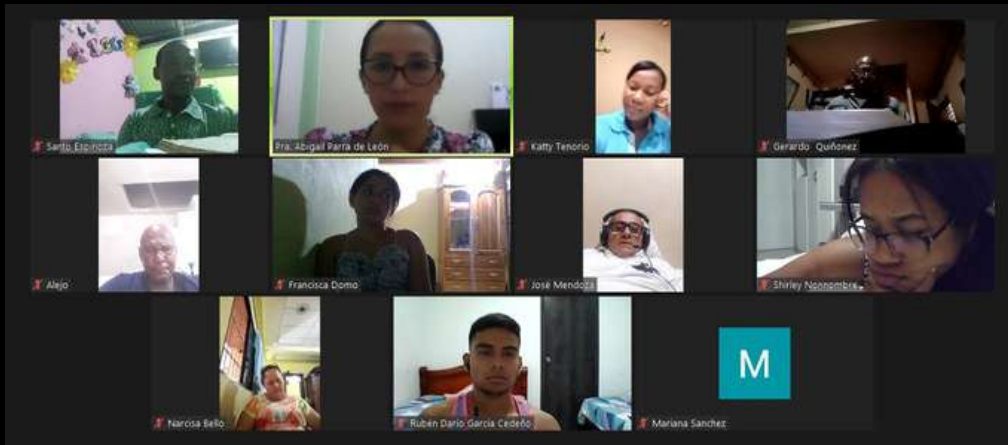 Santo Espinoza
Pra. Abigail Parra de León
Katty Tenorio
Gerardo Quiñonez
Alejo
Francisca Domo
José Mendoza
Shirley Nonnombre
Narcisa Bello
Ruben Darío García Cedeño
M
Mariana Sanchez